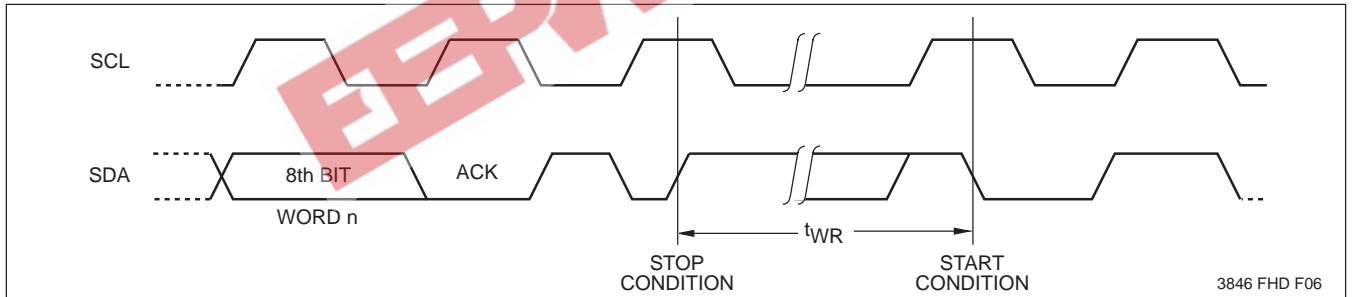 SCL
SDA
8th BIT
ACK
WORD n
tWR
STOP
CONDITION
START
CONDITION
3846 FHD F06